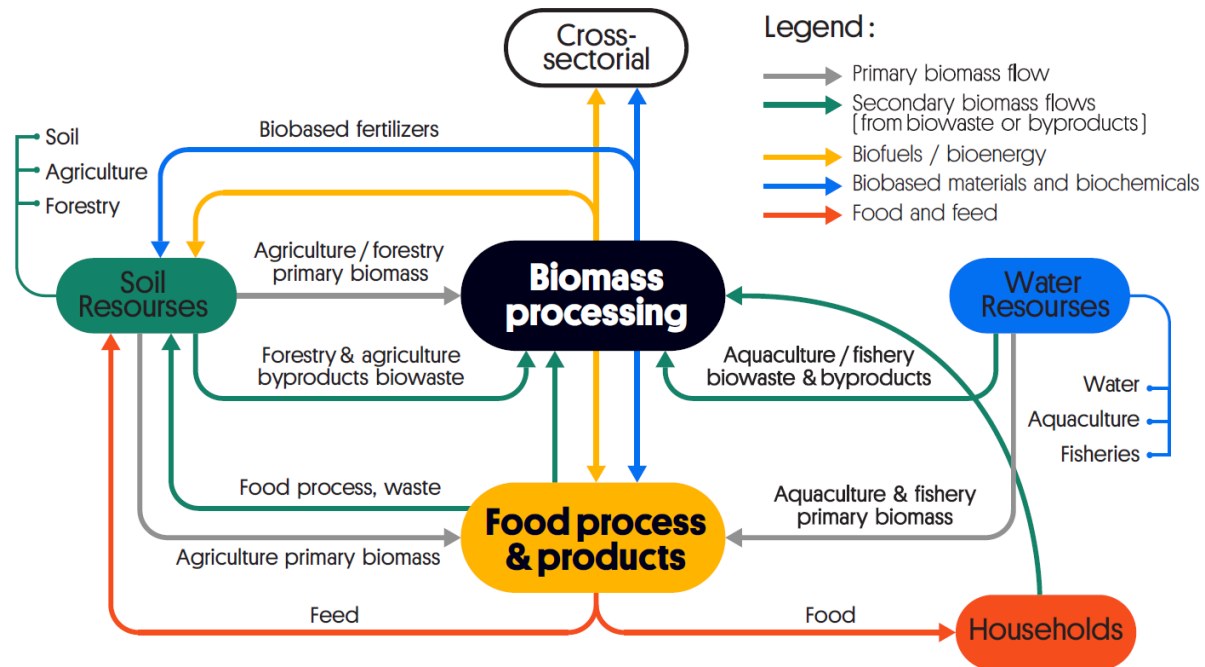 Cross-
sectorial
Legend :
Primary biomass flow
Secondary biomass flows
(from biowaste or byproducts)
Biofuels / bioenergy
Biobased materials and biochemicals
Food and feed
Biobased fertilizers
Soil
Agriculture
Forestry
Agriculture / forestry
primary biomass
Soil
Resourses
Biomass
processing
Water
Resourses
Forestry & agriculture
byproducts biowaste
Aquaculture / fishery
biowaste & byproducts
Water
Aquaculture
Fisheries
Food process, waste
Food process
& products
Aquaculture & fishery
primary biomass
Agriculture primary biomass
Feed
Food
Households